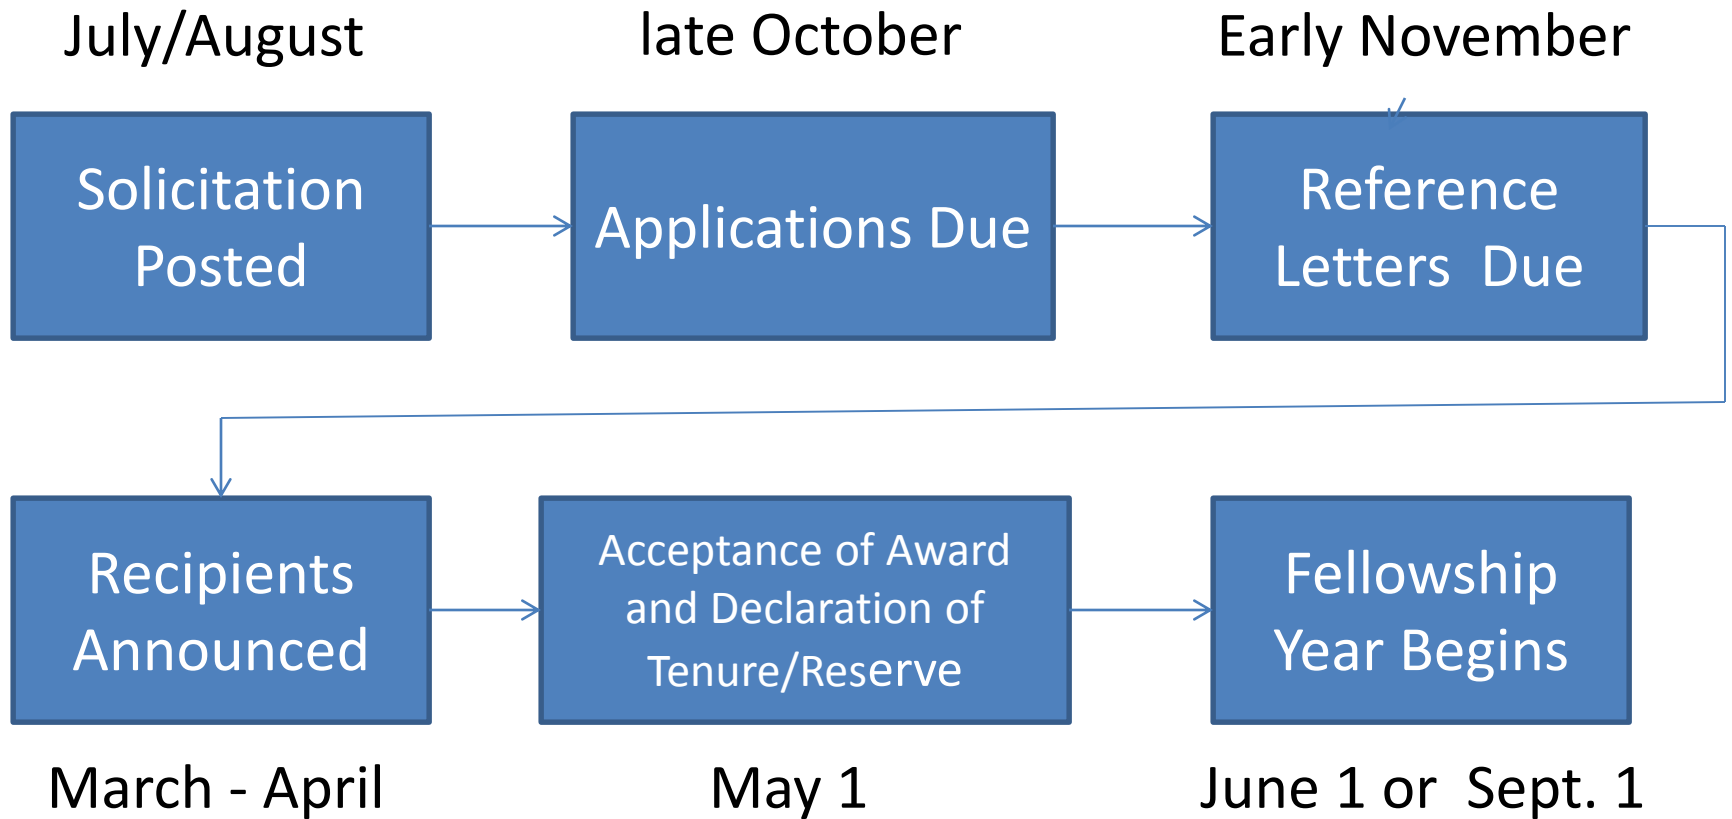 July/August
late October
Early November
Solicitation
Posted
Applications Due
Reference
Letters  Due
Recipients
Announced
Acceptance of Award
and Declaration of
Tenure/Reserve
Fellowship
Year Begins
March - April
May 1
June 1 or  Sept. 1